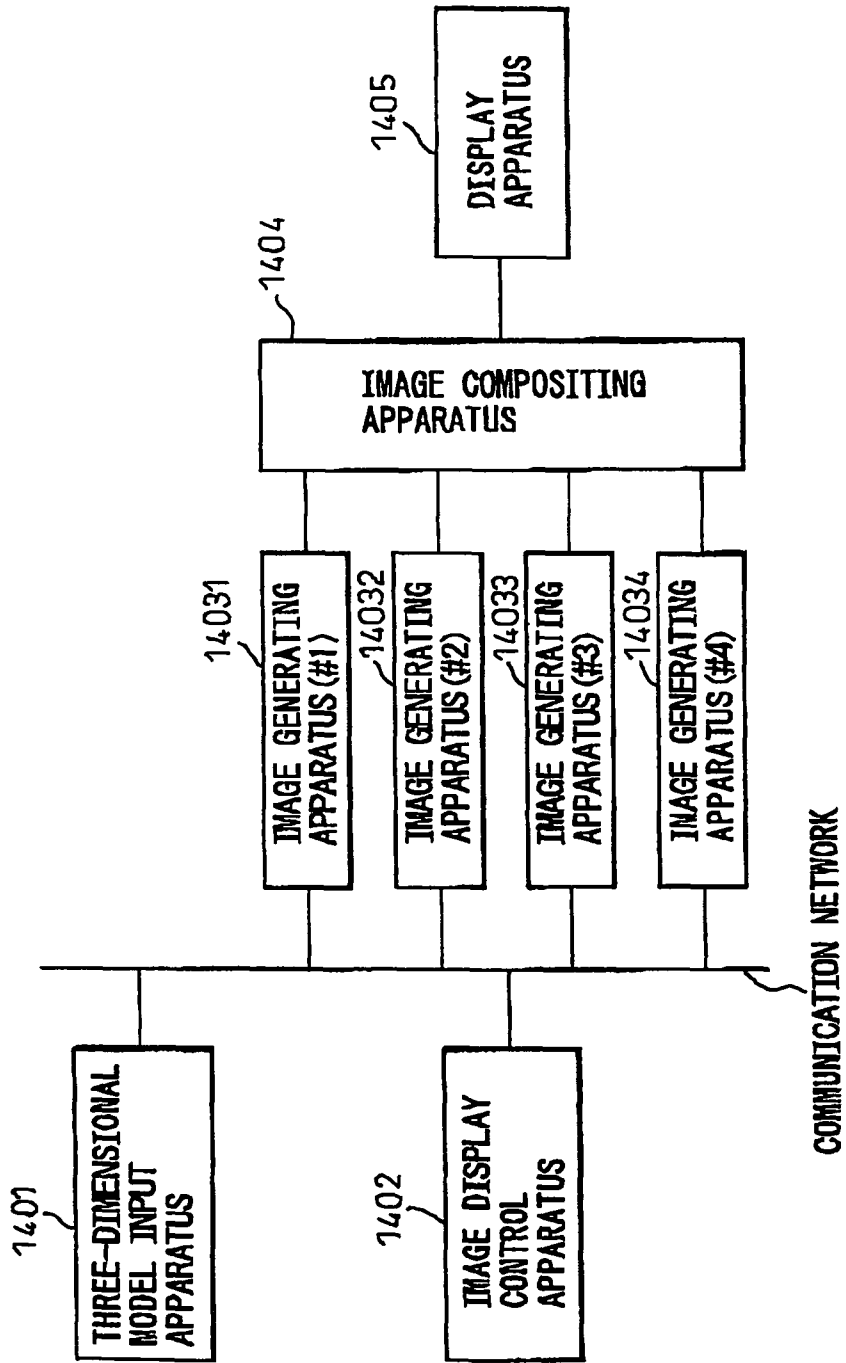 1401
THREE-DIMENSIONAL
MODEL INPUT
APPARATUS
1402
IMAGE DISPLAY
CONTROL
APPARATUS
COMMUNICATION NETWORK
14031
IMAGE GENERATING
APPARATUS(#1)
14032
IMAGE GENERATING
APPARATUS(#2)
14033
IMAGE GENERATING
APPARATUS(#3)
14034
INAGE GENERATING
APPARATUS(#4)
1404
IMAGE COMPOSITING
APPARATUS
1405
DISPLAY
APPARATUS